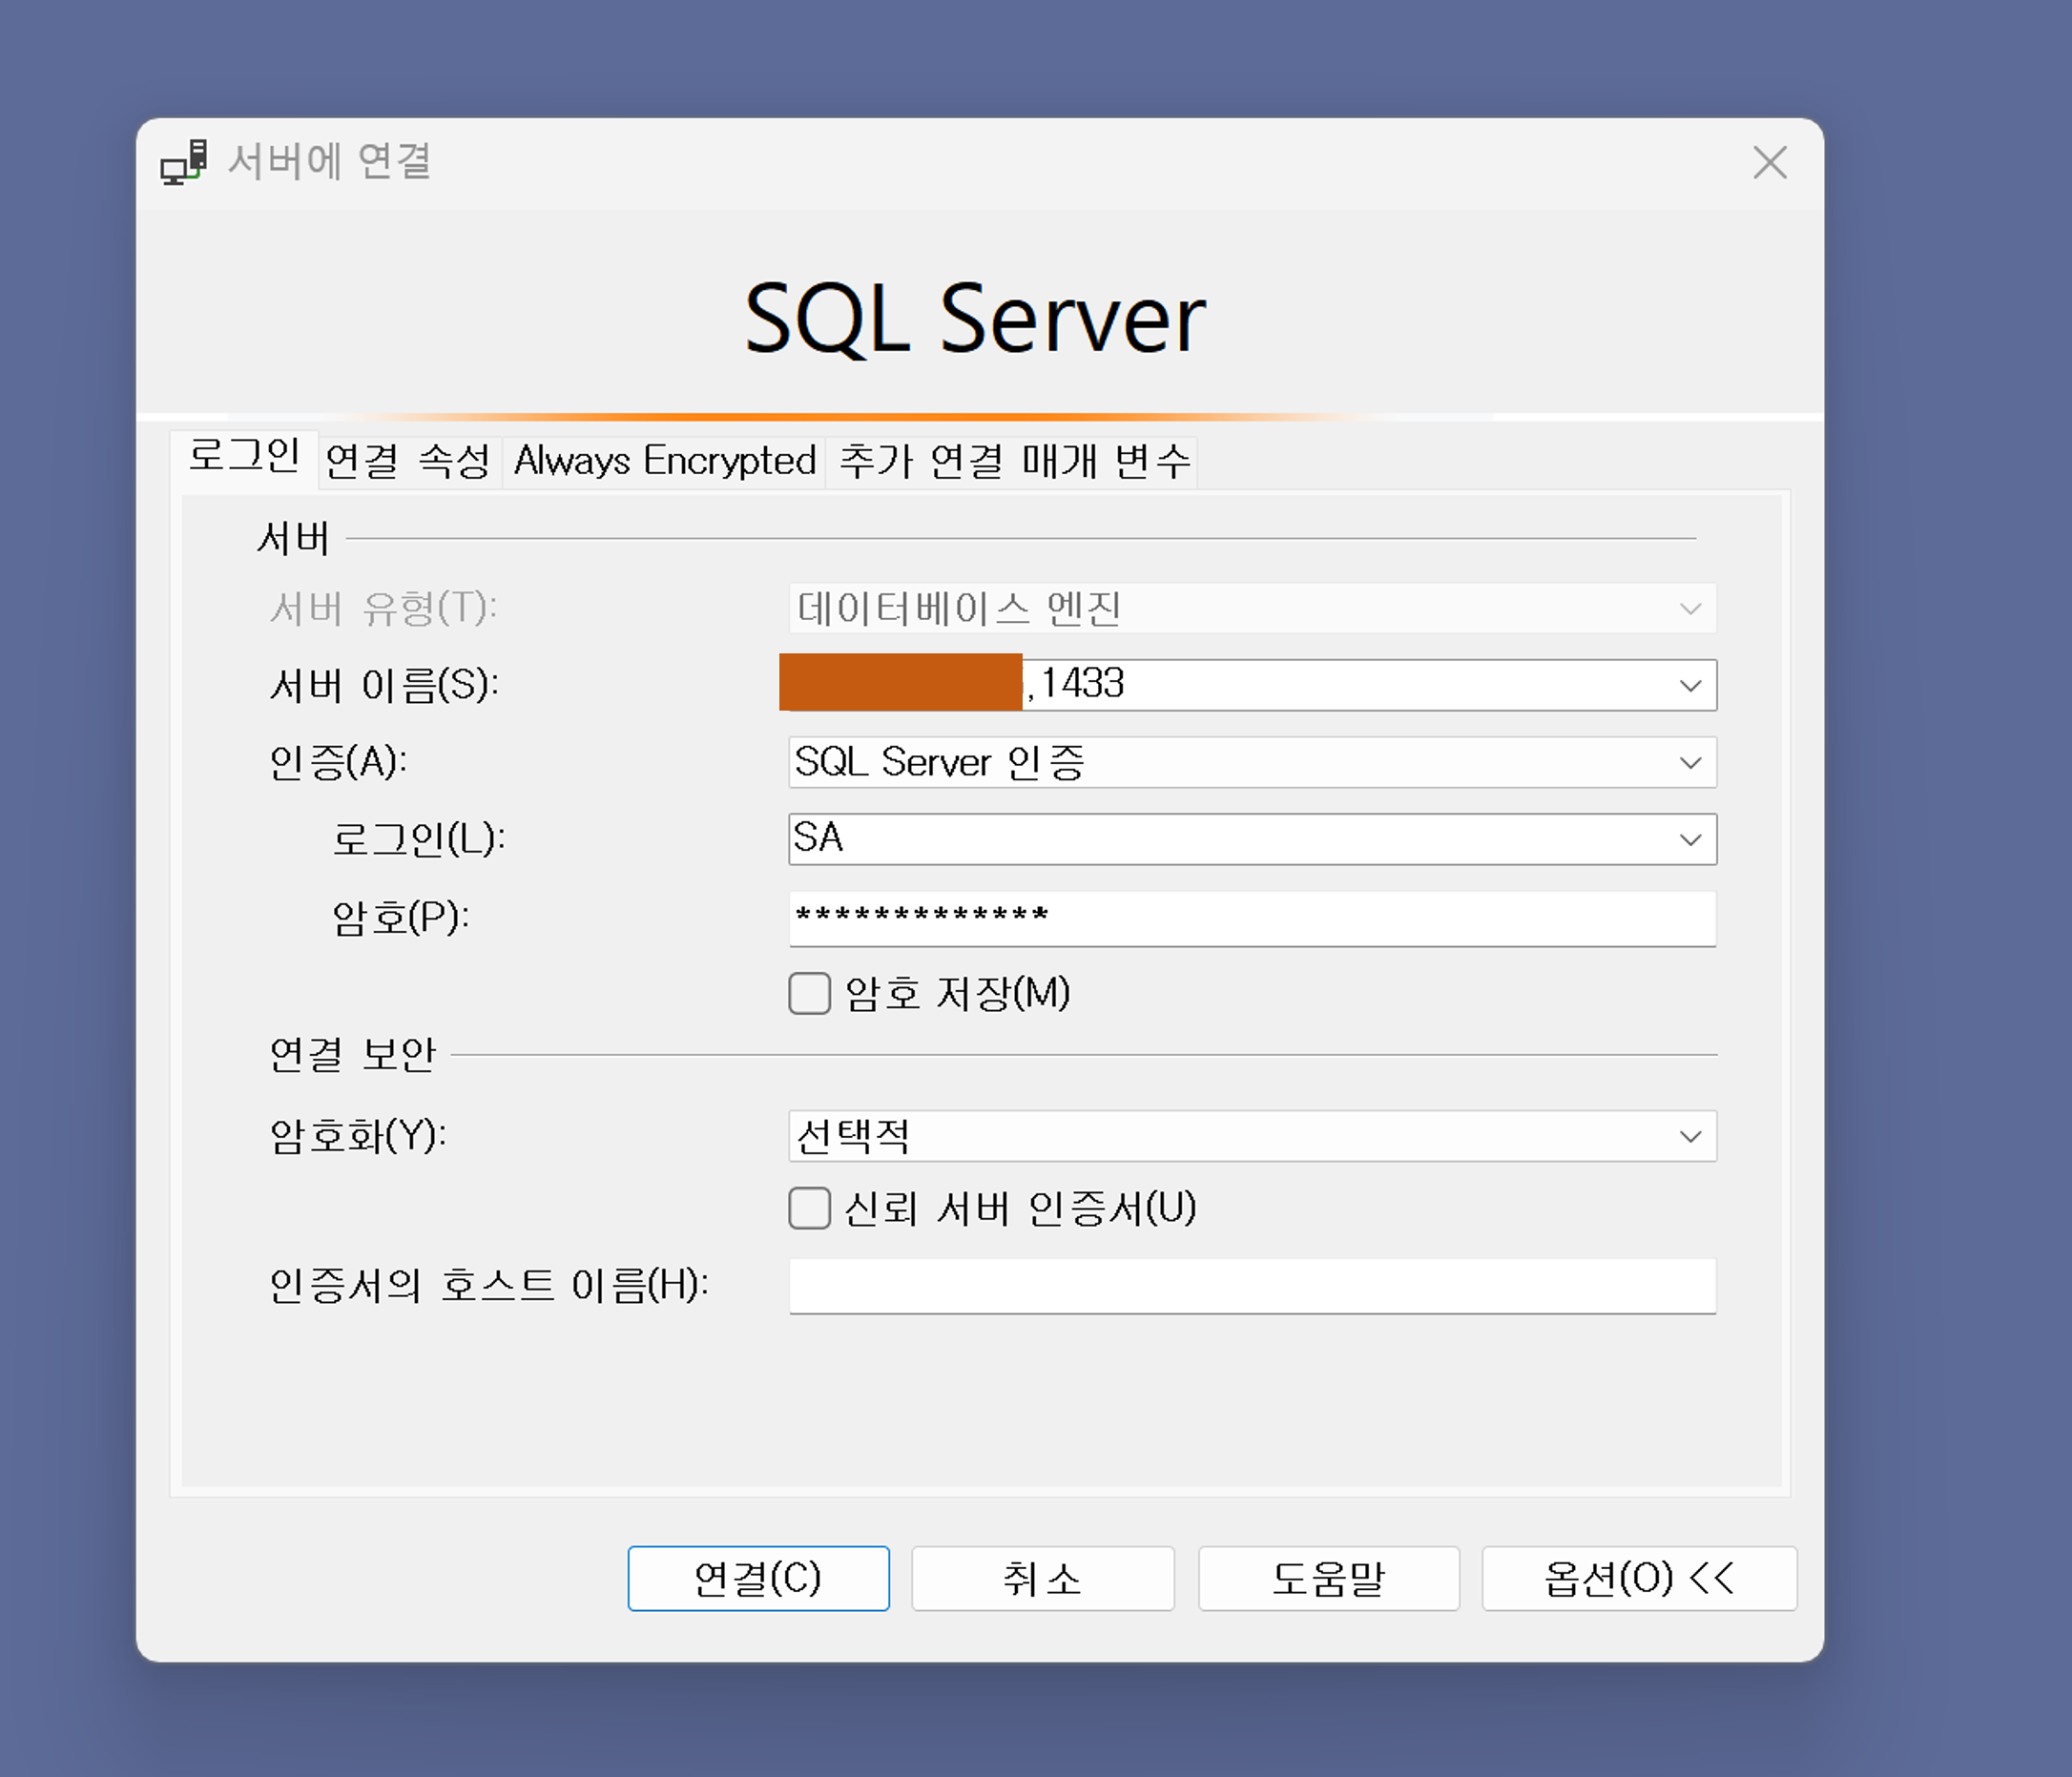 서버에 연결
SQL Server
로그인 연결 속성 Always Encrypted 추가 연결 매개 변수
서버
서버 유형(T): 데이터베이스 엔진
서버 이름(S): ,1433
인증(A): SQL Server 인증
로그인(L): SA
암호(P): *************
암호 저장(M)
연결 보안
암호화(Y): 선택적
신뢰 서버 인증서(U)
인증서의 호스트 이름(H):
연결(C) 취소 도움말 옵션(O) <<